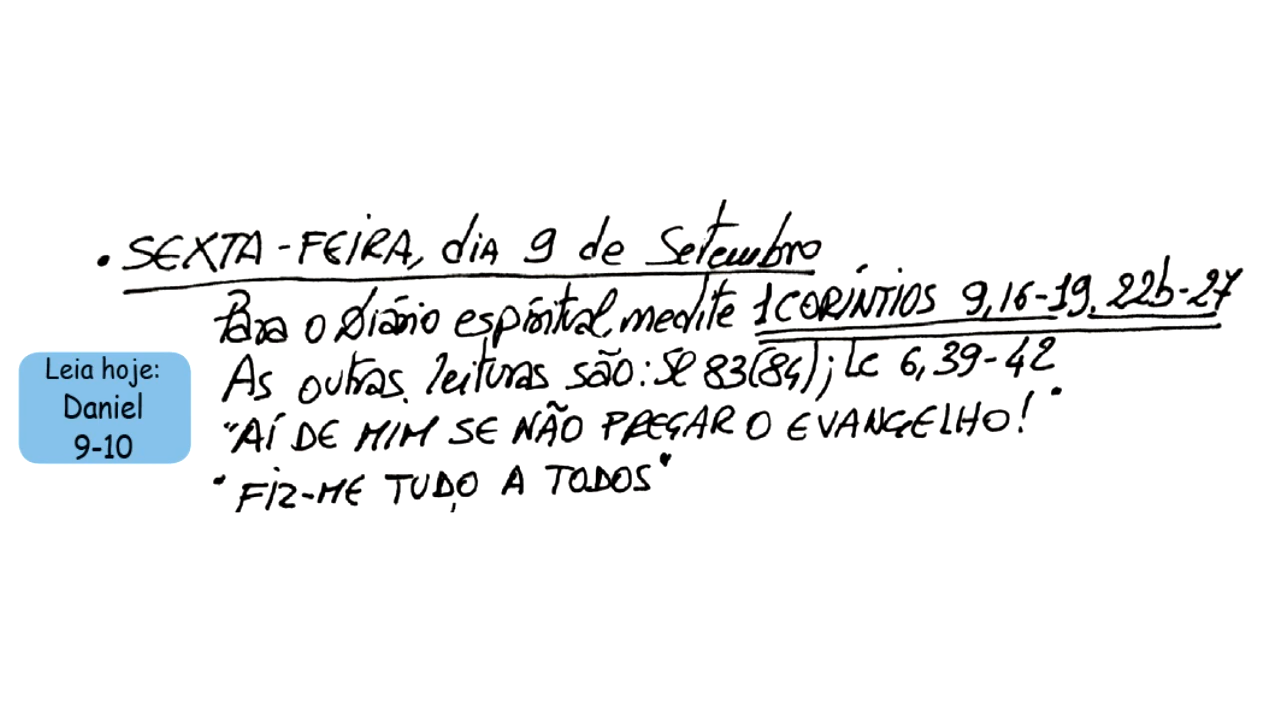 • SEXTA-FEIRA, dia 9 de Setembro
Para o Diário espiritual, medite 1 CORÍNTIOS 9,16-19.22b-27
As outras leituras são: Sl 83(84); Lc 6,39-42
"AÍ DE MIM SE NÃO PREGAR O EVANGELHO!"
"FIZ-ME TUDO A TODOS"
Leia hoje:
Daniel
9-10